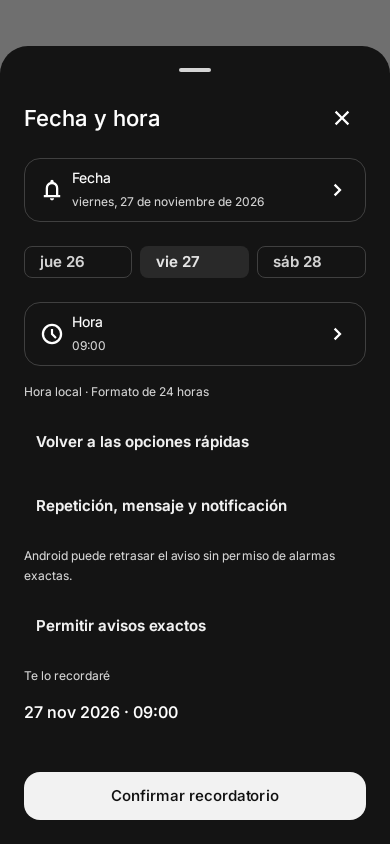 Fecha y hora
Fecha
viernes, 27 de noviembre de 2026
jue 26
vie 27
sáb 28
Hora
09:00
Hora local · Formato de 24 horas
Volver a las opciones rápidas
Repetición, mensaje y notificación
Android puede retrasar el aviso sin permiso de alarmas
exactas.
Permitir avisos exactos
Te lo recordaré
27 nov 2026 · 09:00
Confirmar recordatorio